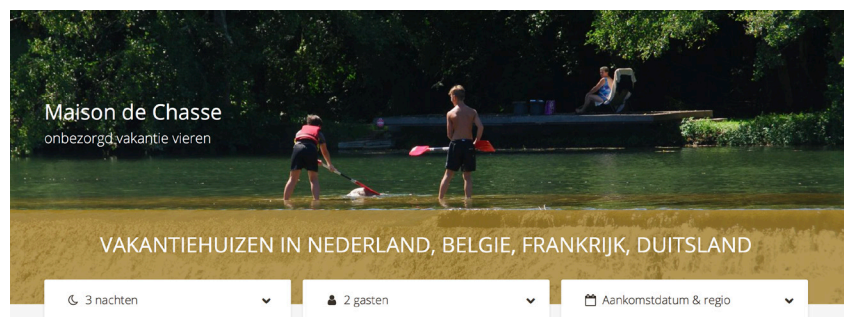 Maison de Chasse
onbezorgd vakantie vieren
VAKANTIEHUIZEN IN NEDERLAND, BELGIE, FRANKRIJK, DUITSLAND
3 nachten
2 gasten
Aankomstdatum & regio